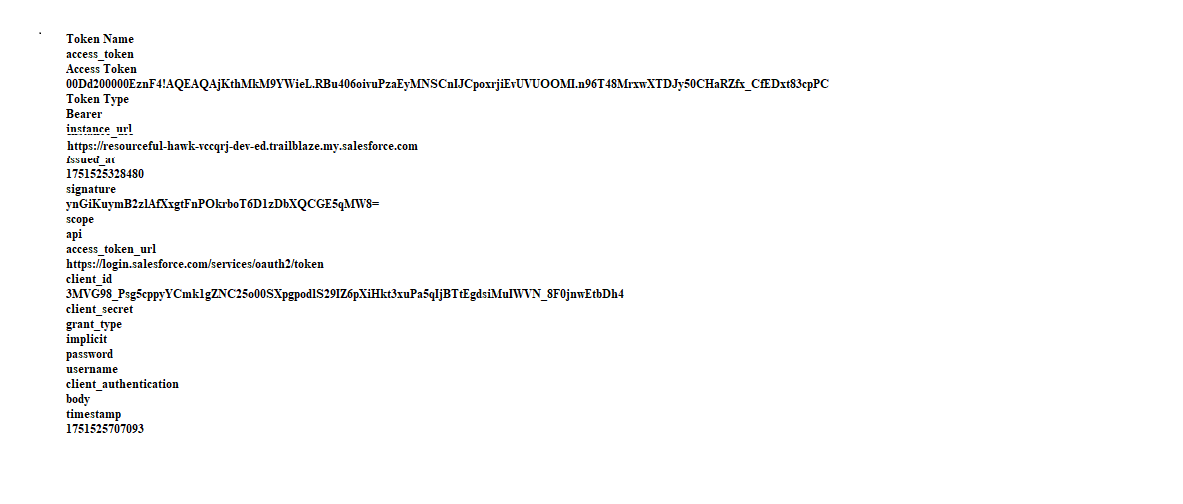 Token Name
access_token
Access Token
00Dd200000EznF4!AQEAQAjKthMkM9YWieL.RBu406oivuPzaEyMNSCnIJCpoxrjiEvUVUOOMI.n96T48MrxwXTDJy50CHaRZfx_CfEDxt83cpPC
Token Type
Bearer
instance_url
https://resourceful-hawk-vccqrj-dev-ed.trailblaze.my.salesforce.com
issued_at
1751525328480
signature
ynGiKuymB2zlAfXxgtFnPOkrboT6D1zDbXQCGE5qMW8=
scope
api
access_token_url
https://login.salesforce.com/services/oauth2/token
client_id
3MVG98_Psg5cppyYCmk1gZNC25o00SXpgpodlS29IZ6pXiHkt3xuPa5qIjBTtEgdsiMuIWVN_8F0jnwEtbDh4
client_secret
grant_type
implicit
password
username
client_authentication
body
timestamp
1751525707093